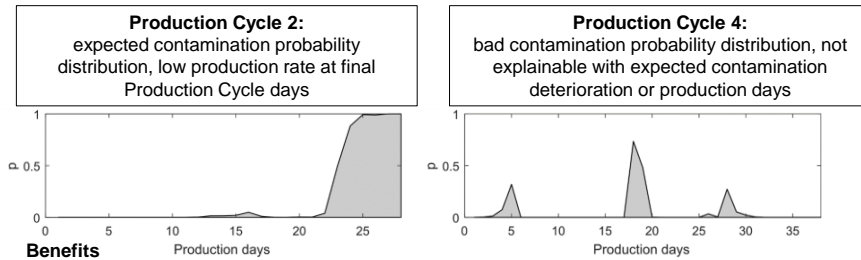 Production Cycle 2:
expected contamination probability
distribution, low production rate at final
Production Cycle days
Production Cycle 4:
bad contamination probability distribution, not
explainable with expected contamination
deterioration or production days
1
0.5
0
p
0 5 10 15 20 25
Production days
1
0.5
0
p
0 5 10 15 20 25 30 35
Production days
Benefits